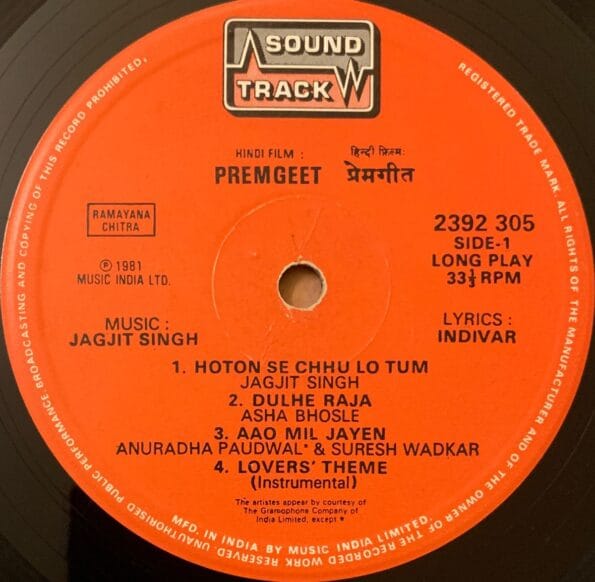 SOUND
TRACK
HINDI FILM : हिन्दी फ़िल्म:
PREMGEET प्रेमगीत
RAMAYANA
CHITRA
2392 305
SIDE-1
LONG PLAY
33⅓ RPM
℗ 1981
MUSIC INDIA LTD.
MUSIC :
JAGJIT SINGH
LYRICS :
INDIVAR
1. HOTON SE CHHU LO TUM
JAGJIT SINGH
2. DULHE RAJA
ASHA BHOSLE
3. AAO MIL JAYEN
ANURADHA PAUDWAL* & SURESH WADKAR
4. LOVERS' THEME
(Instrumental)
The artistes appear by courtesy of
The Gramophone Company of
India Limited, except *
MFD. IN INDIA BY MUSIC INDIA LIMITED,
REGISTERED TRADE MARK. ALL RIGHTS OF THE MANUFACTURER AND OF THE OWNER OF THE RECORDED WORK RESERVED UNAUTHORISED PUBLIC PERFORMANCE BROADCASTING AND COPYING OF THIS RECORD PROHIBITED.